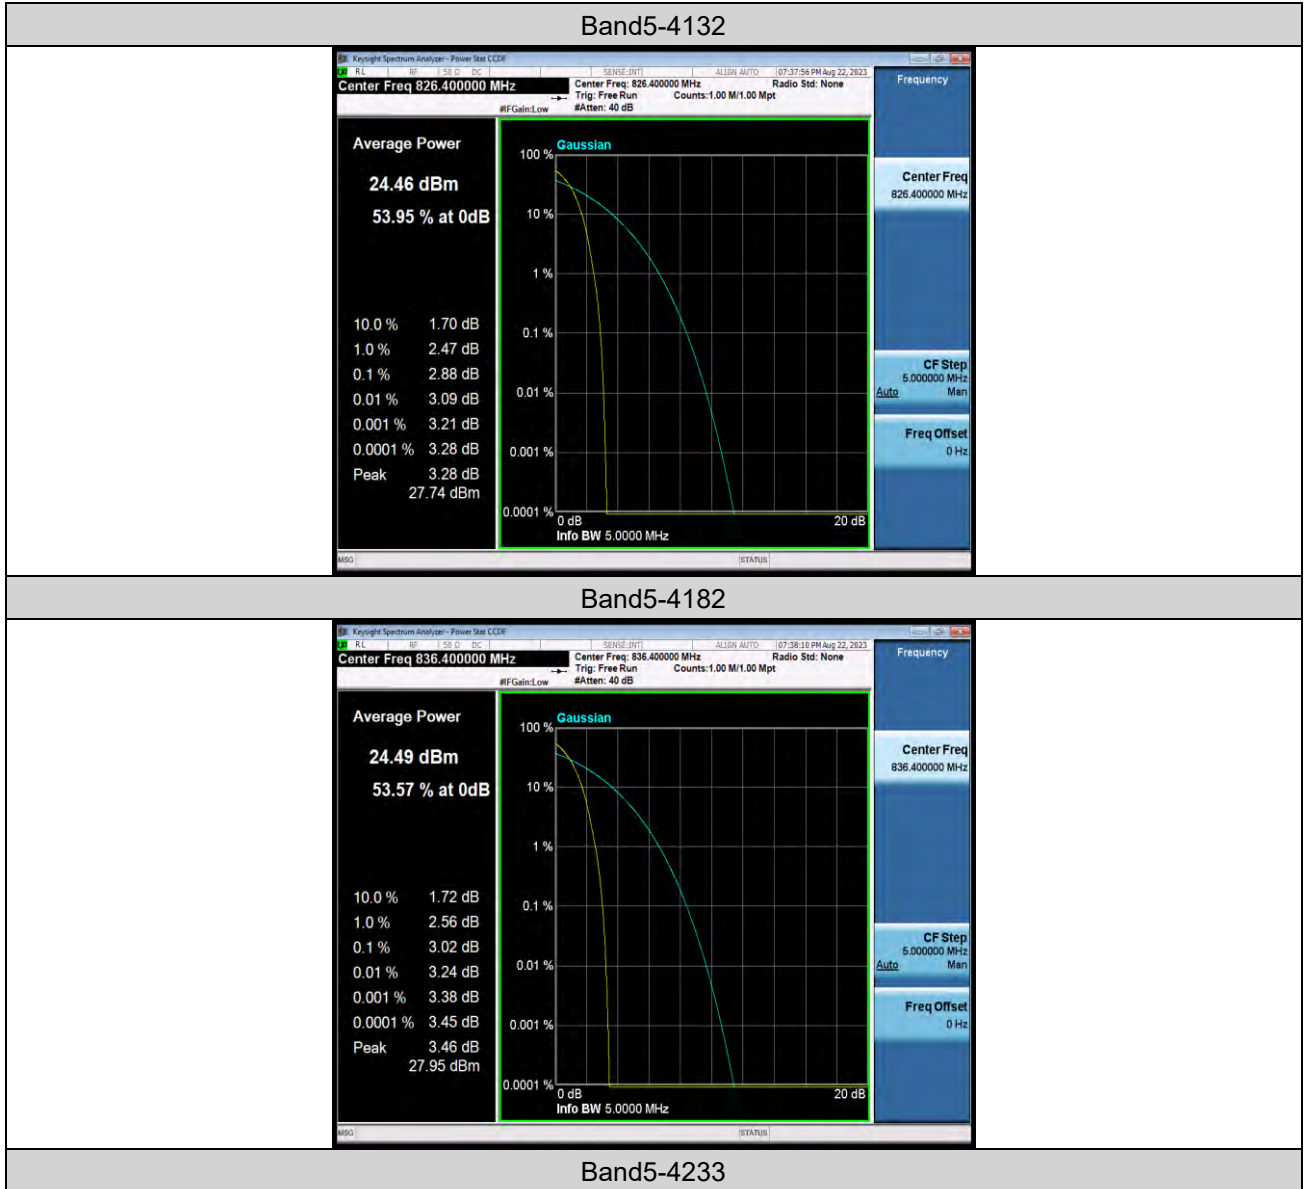 Band5-4132
Keysight Spectrum Analyzer - Power Stat CCDF
RL RF 50 Ω DC SENSE:INT ALIGN AUTO 07:37:56 PM Aug 22, 2023
Center Freq 826.400000 MHz
Center Freq: 826.400000 MHz Radio Std: None
Trig: Free Run Counts:1.00 M/1.00 Mpt
#IFGain:Low #Atten: 40 dB
Frequency
Average Power
24.46 dBm
53.95 % at 0dB
10.0 % 1.70 dB
1.0 % 2.47 dB
0.1 % 2.88 dB
0.01 % 3.09 dB
0.001 % 3.21 dB
0.0001 % 3.28 dB
Peak 3.28 dB
27.74 dBm
Gaussian
100 %
10 %
1 %
0.1 %
0.01 %
0.001 %
0.0001 %
0 dB 20 dB
Info BW 5.0000 MHz
Center Freq
826.400000 MHz
CF Step
5.000000 MHz
Auto Man
Freq Offset
0 Hz
MSG STATUS
Band5-4182
Keysight Spectrum Analyzer - Power Stat CCDF
RL RF 50 Ω DC SENSE:INT ALIGN AUTO 07:38:10 PM Aug 22, 2023
Center Freq 836.400000 MHz
Center Freq: 836.400000 MHz Radio Std: None
Trig: Free Run Counts:1.00 M/1.00 Mpt
#IFGain:Low #Atten: 40 dB
Frequency
Average Power
24.49 dBm
53.57 % at 0dB
10.0 % 1.72 dB
1.0 % 2.56 dB
0.1 % 3.02 dB
0.01 % 3.24 dB
0.001 % 3.38 dB
0.0001 % 3.45 dB
Peak 3.46 dB
27.95 dBm
Gaussian
100 %
10 %
1 %
0.1 %
0.01 %
0.001 %
0.0001 %
0 dB 20 dB
Info BW 5.0000 MHz
Center Freq
836.400000 MHz
CF Step
5.000000 MHz
Auto Man
Freq Offset
0 Hz
MSG STATUS
Band5-4233